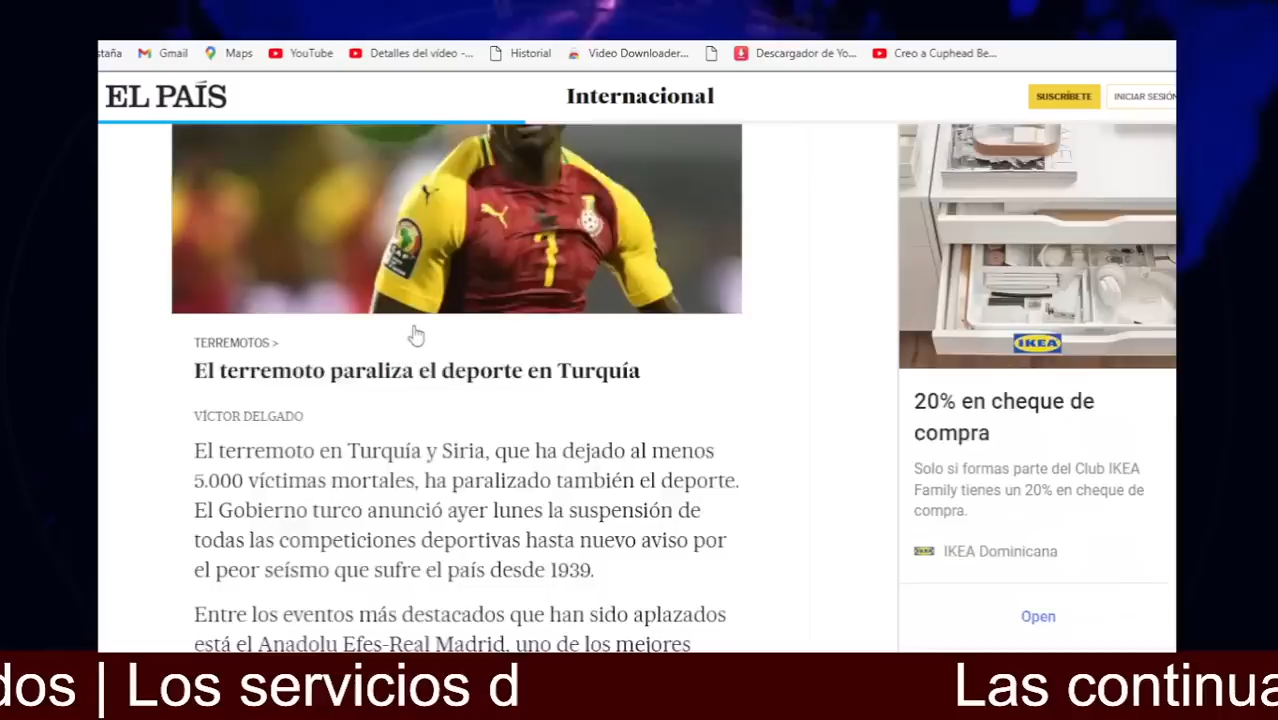 staña Gmail Maps YouTube Detalles del vídeo -... Historial Video Downloader... Descargador de Yo... Creo a Cuphead Be...
EL PAÍS Internacional SUSCRÍBETE INICIAR SESIÓN
7
IKEA
TERREMOTOS >
El terremoto paraliza el deporte en Turquía
VÍCTOR DELGADO
El terremoto en Turquía y Siria, que ha dejado al menos
5.000 víctimas mortales, ha paralizado también el deporte.
El Gobierno turco anunció ayer lunes la suspensión de
todas las competiciones deportivas hasta nuevo aviso por
el peor seísmo que sufre el país desde 1939.
Entre los eventos más destacados que han sido aplazados
está el Anadolu Efes-Real Madrid, uno de los mejores
20% en cheque de
compra
Solo si formas parte del Club IKEA
Family tienes un 20% en cheque de
compra.
IKEA Dominicana
Open
dos | Los servicios d Las continua